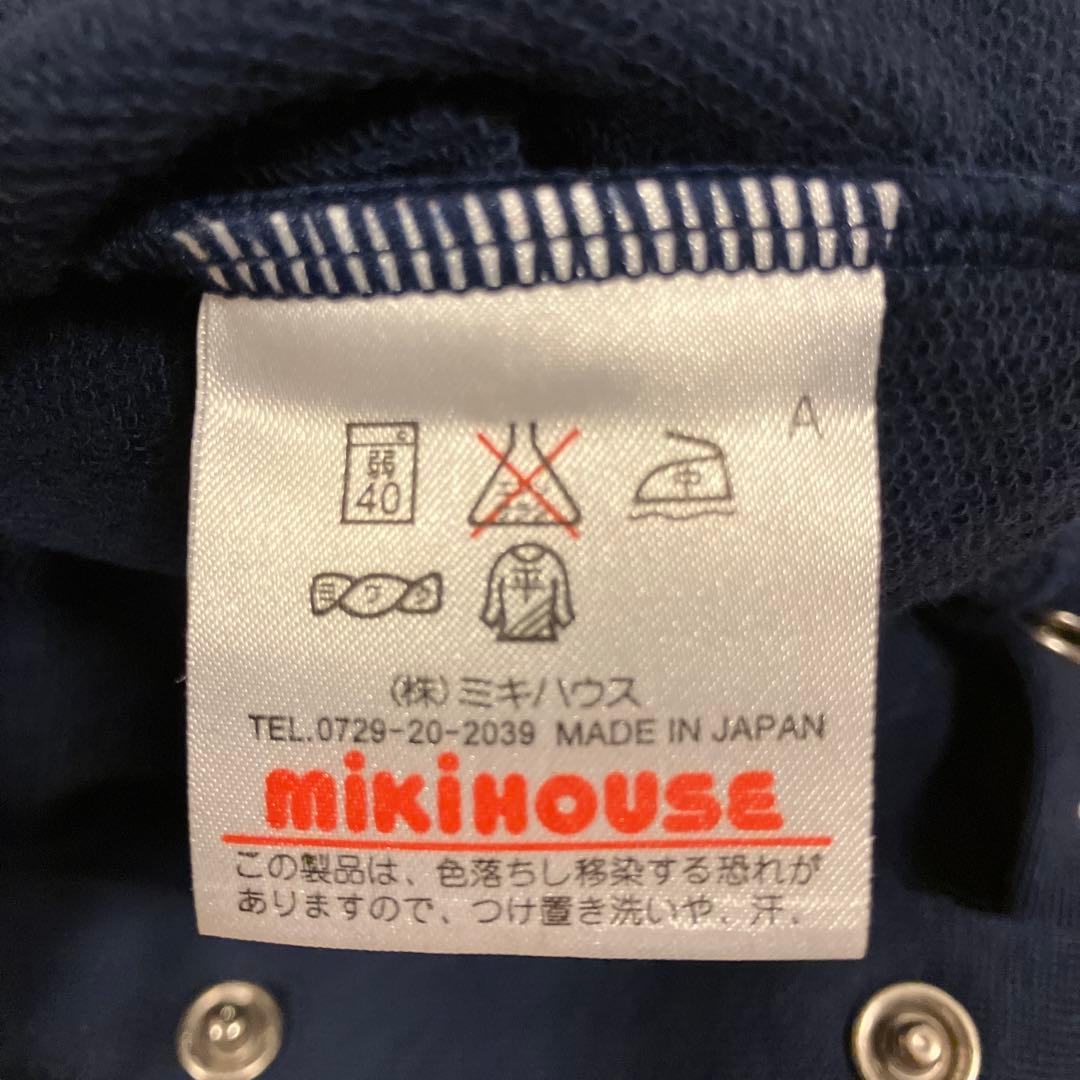 A
弱
40
中
平
(株)ミキハウス
TEL.0729-20-2039 MADE IN JAPAN
mikiHOUSE
この製品は、色落ちし移染する恐れが
ありますので、つけ置き洗いや、汗、